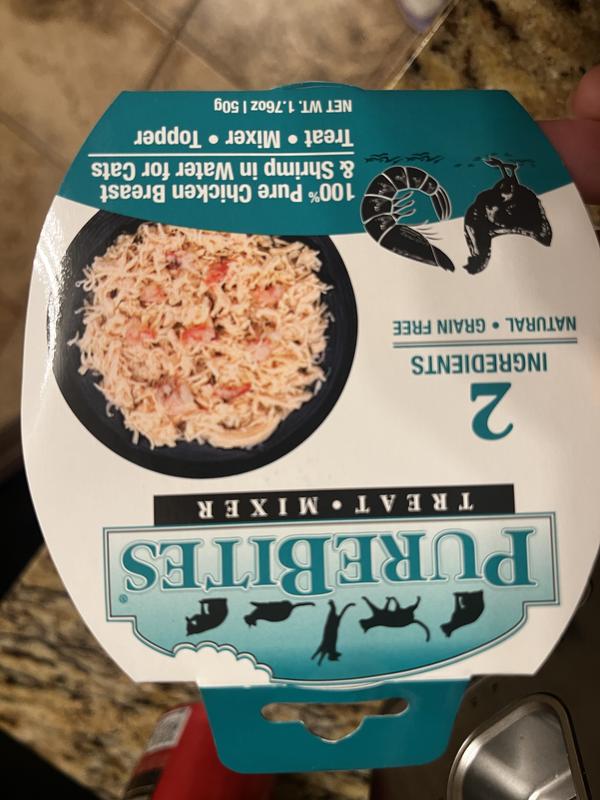 PUREBITES®
TREAT • MIXER
2
INGREDIENTS
NATURAL • GRAIN FREE
100% Pure Chicken Breast
& Shrimp in Water for Cats
Treat • Mixer • Topper
NET WT. 1.76oz | 50g